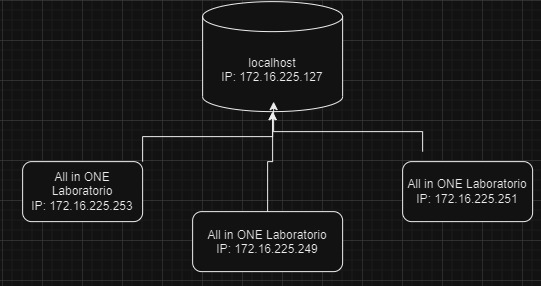 localhost
IP: 172.16.225.127
All in ONE
Laboratorio
IP: 172.16.225.253
All in ONE Laboratorio
IP: 172.16.225.249
All in ONE Laboratorio
IP: 172.16.225.251